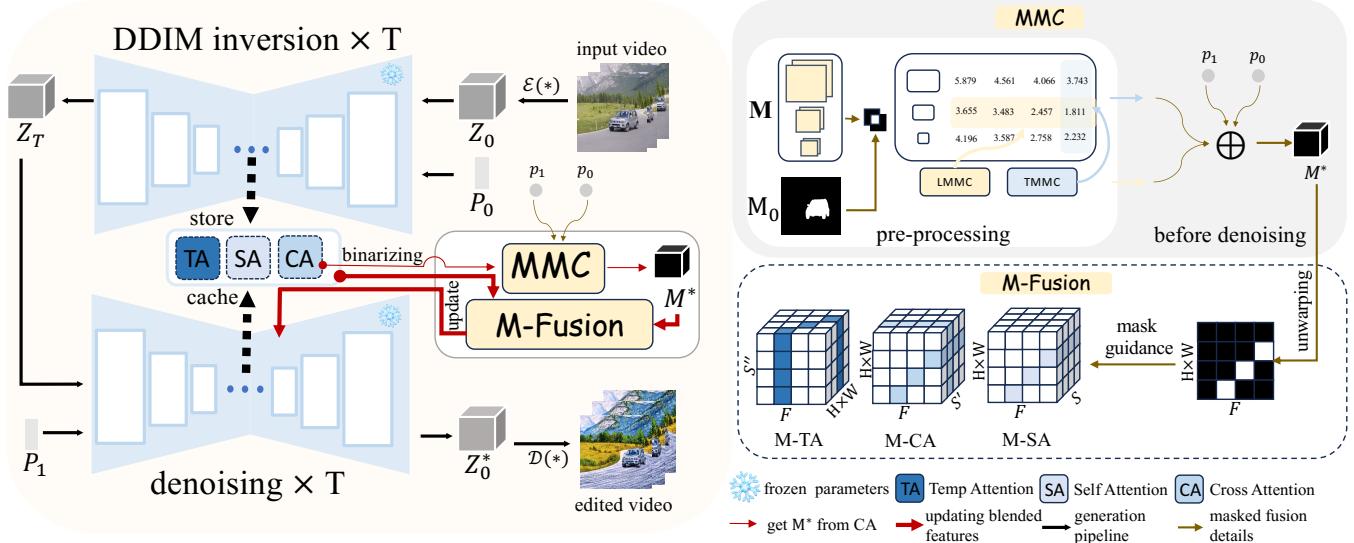 DDIM inversion × T
input video
ℰ(∗)
Z_T
Z_0
P_0
p_1 p_0
store
TA SA CA
binarizing
MMC
M*
cache
update
M-Fusion
P_1
Z_0^*
𝒟(∗)
denoising × T
edited video
MMC
M
M_0
5.879 4.561 4.066 3.743
3.655 3.483 2.457 1.811
4.196 3.587 2.758 2.232
LMMC TMMC
pre-processing
p_1 p_0
M*
before denoising
unwarping
M-Fusion
S'' F H×W
M-TA
H×W F S'
M-CA
H×W F S
M-SA
mask
guidance
H×W F
frozen parameters
TA Temp Attention
SA Self Attention
CA Cross Attention
get M* from CA
updating blended
features
generation
pipeline
masked fusion
details